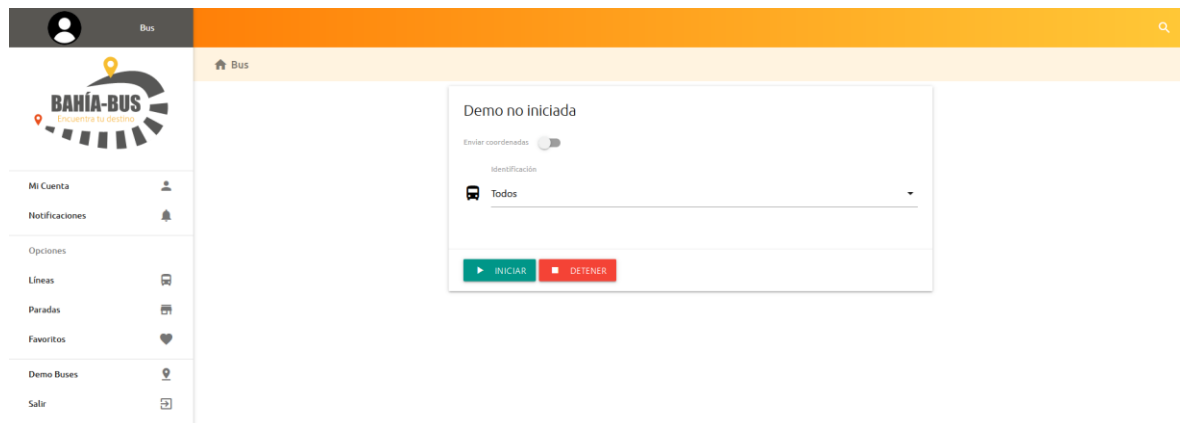 Bus
Bus
BAHÍA-BUS
Encuentra tu destino
Mi Cuenta
Notificaciones
Opciones
Líneas
Paradas
Favoritos
Demo Buses
Salir
Demo no iniciada
Enviar coordenadas
Identificación
Todos
INICIAR
DETENER